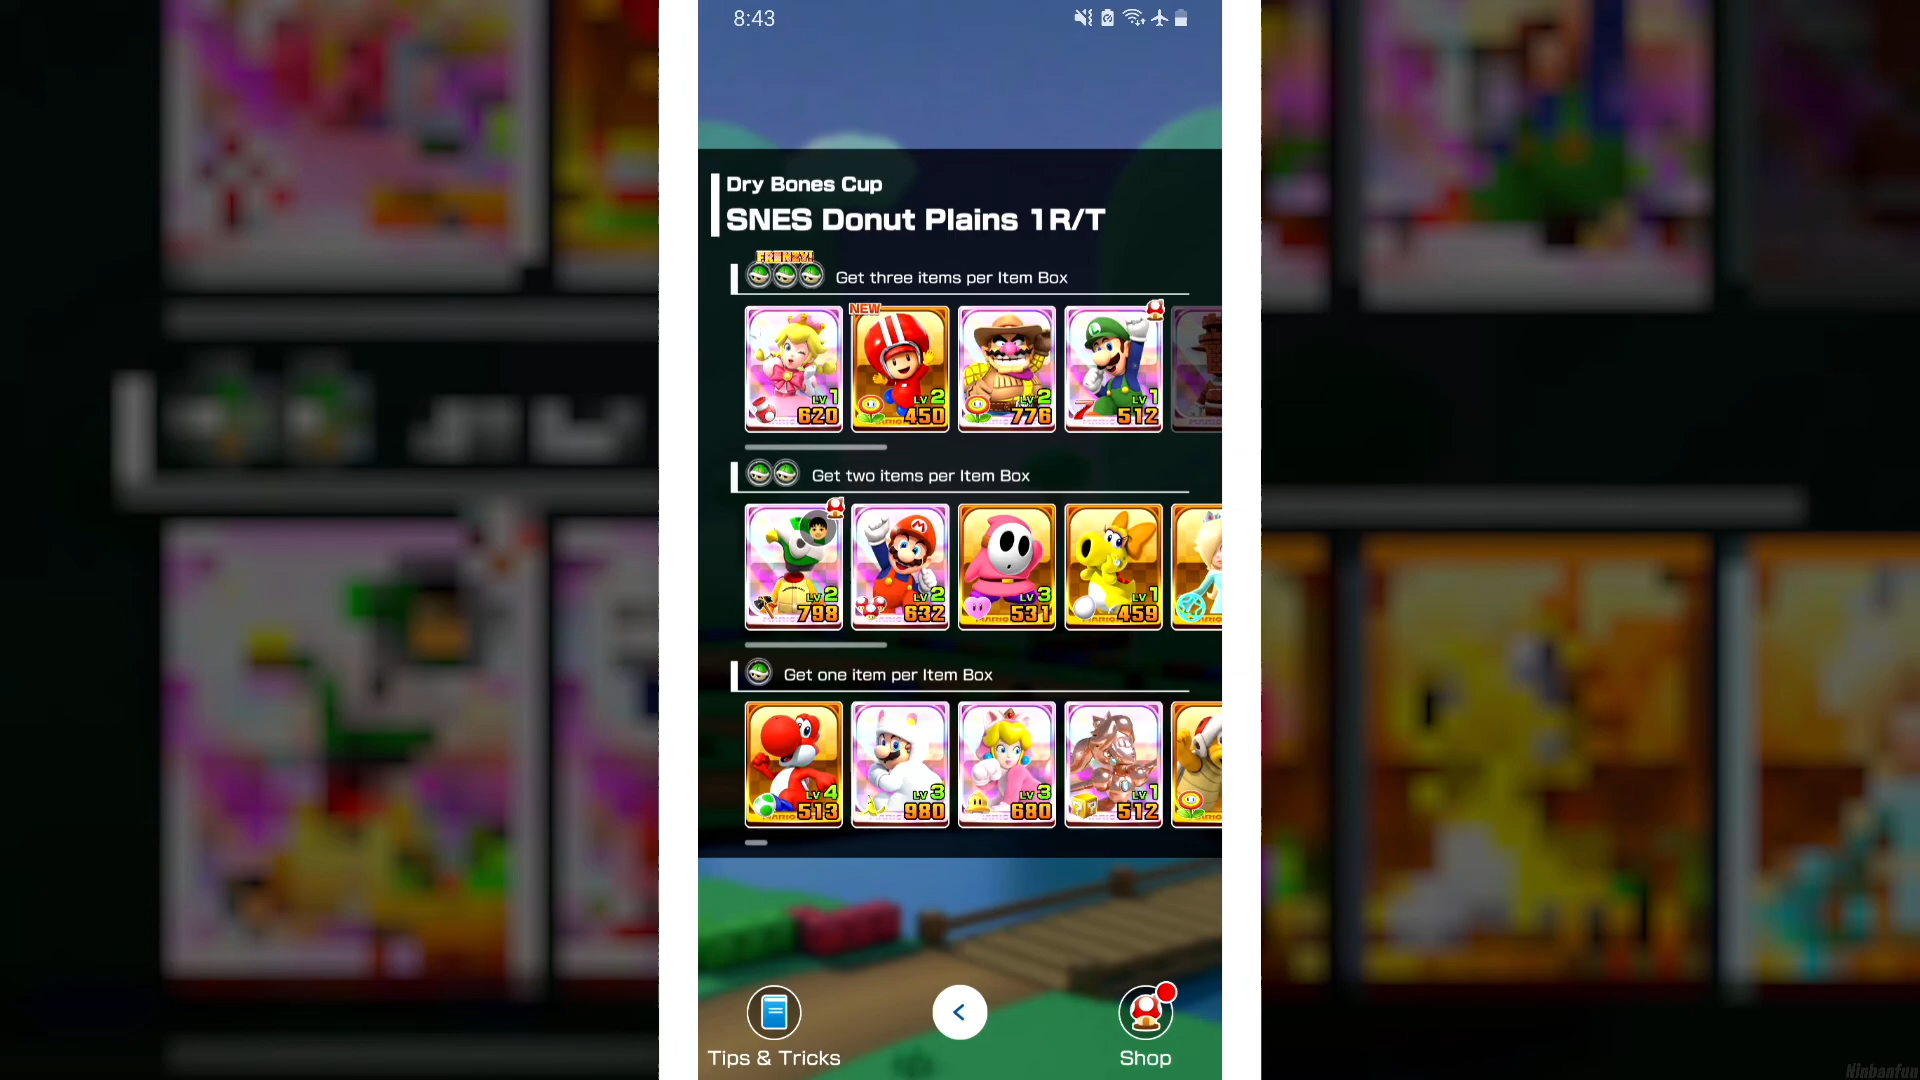 8:43
Dry Bones Cup
SNES Donut Plains 1R/T
FRENZY!
Get three items per Item Box
NEW
LV 1
620
LV 2
450
LV 2
776
LV 1
512
Get two items per Item Box
LV 2
798
LV 2
632
LV 3
531
LV 1
459
Get one item per Item Box
LV 4
513
LV 3
980
LV 3
680
LV 1
512
Tips & Tricks
Shop
Ninbanfun